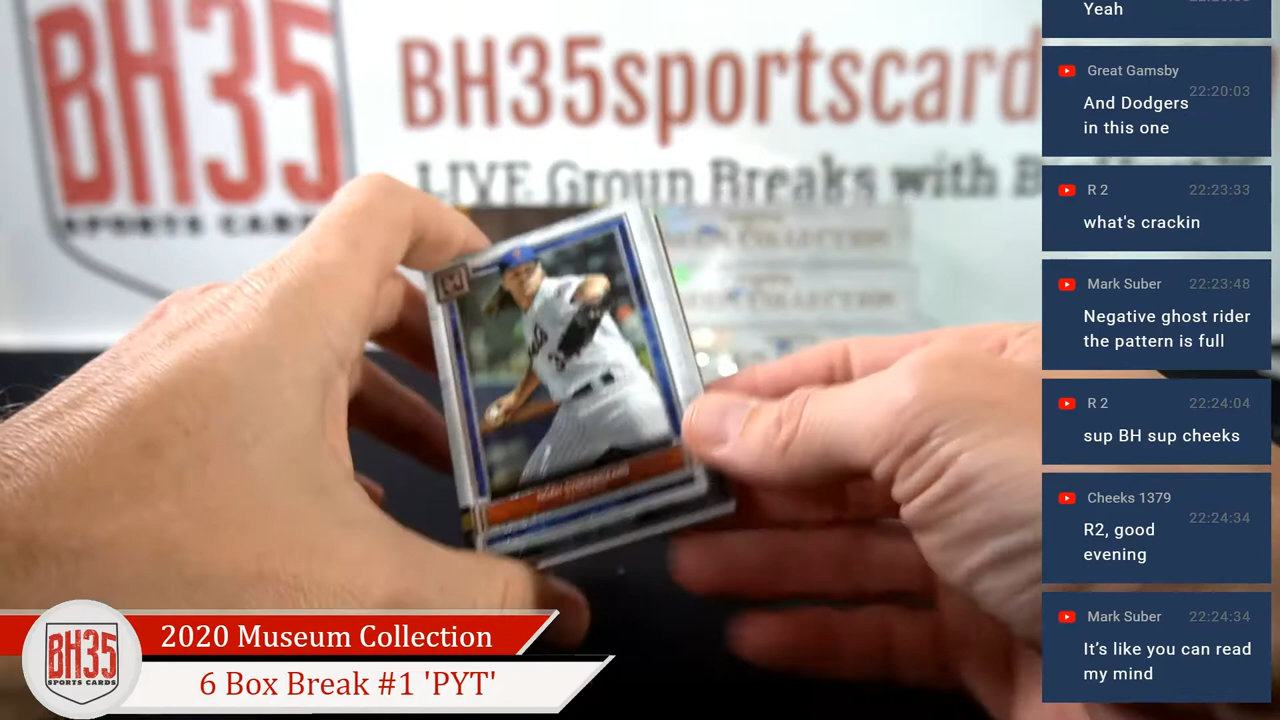 BH35
SPORTS CARDS
BH35sportscard
LIVE Group Breaks with B
Yeah
Great Gamsby
22:20:03
And Dodgers
in this one
R 2
22:23:33
what's crackin
Mark Suber
22:23:48
Negative ghost rider
the pattern is full
R 2
22:24:04
sup BH sup cheeks
Cheeks 1379
22:24:34
R2, good
evening
Mark Suber
22:24:34
It's like you can read
my mind
BH35
SPORTS CARDS
2020 Museum Collection
6 Box Break #1 'PYT'